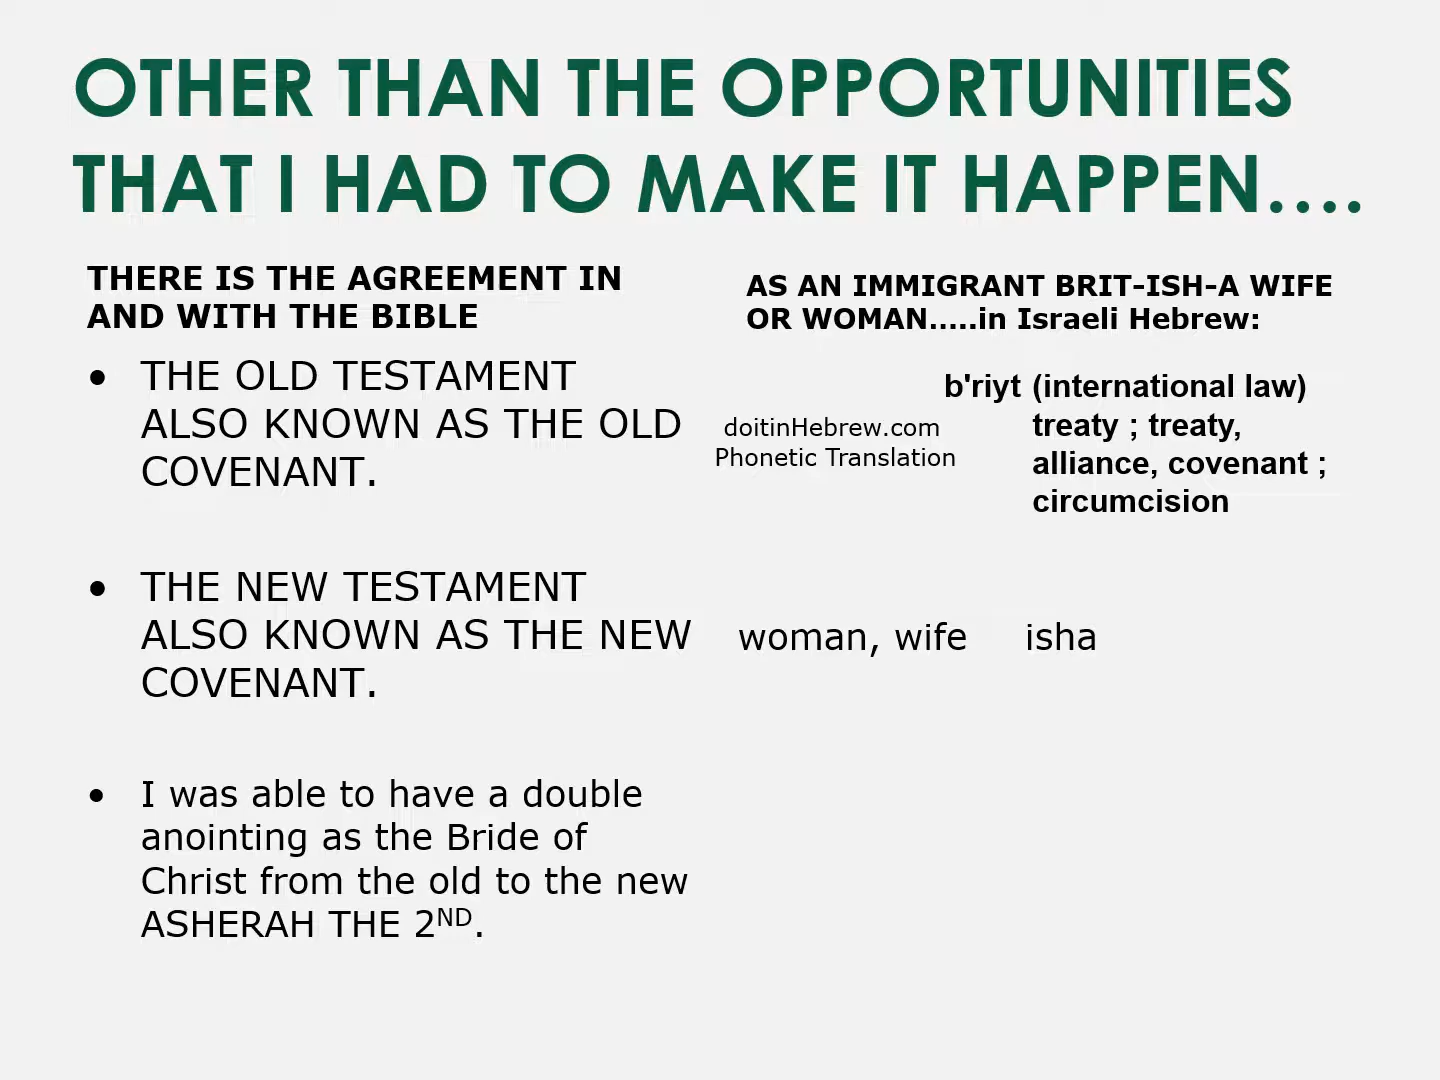 OTHER THAN THE OPPORTUNITIES
THAT I HAD TO MAKE IT HAPPEN....
THERE IS THE AGREEMENT IN
AND WITH THE BIBLE
• THE OLD TESTAMENT
ALSO KNOWN AS THE OLD
COVENANT.
• THE NEW TESTAMENT
ALSO KNOWN AS THE NEW
COVENANT.
• I was able to have a double
anointing as the Bride of
Christ from the old to the new
ASHERAH THE 2ND.
AS AN IMMIGRANT BRIT-ISH-A WIFE
OR WOMAN.....in Israeli Hebrew:
doitinHebrew.com
Phonetic Translation
b'riyt (international law)
treaty ; treaty,
alliance, covenant ;
circumcision
woman, wife isha